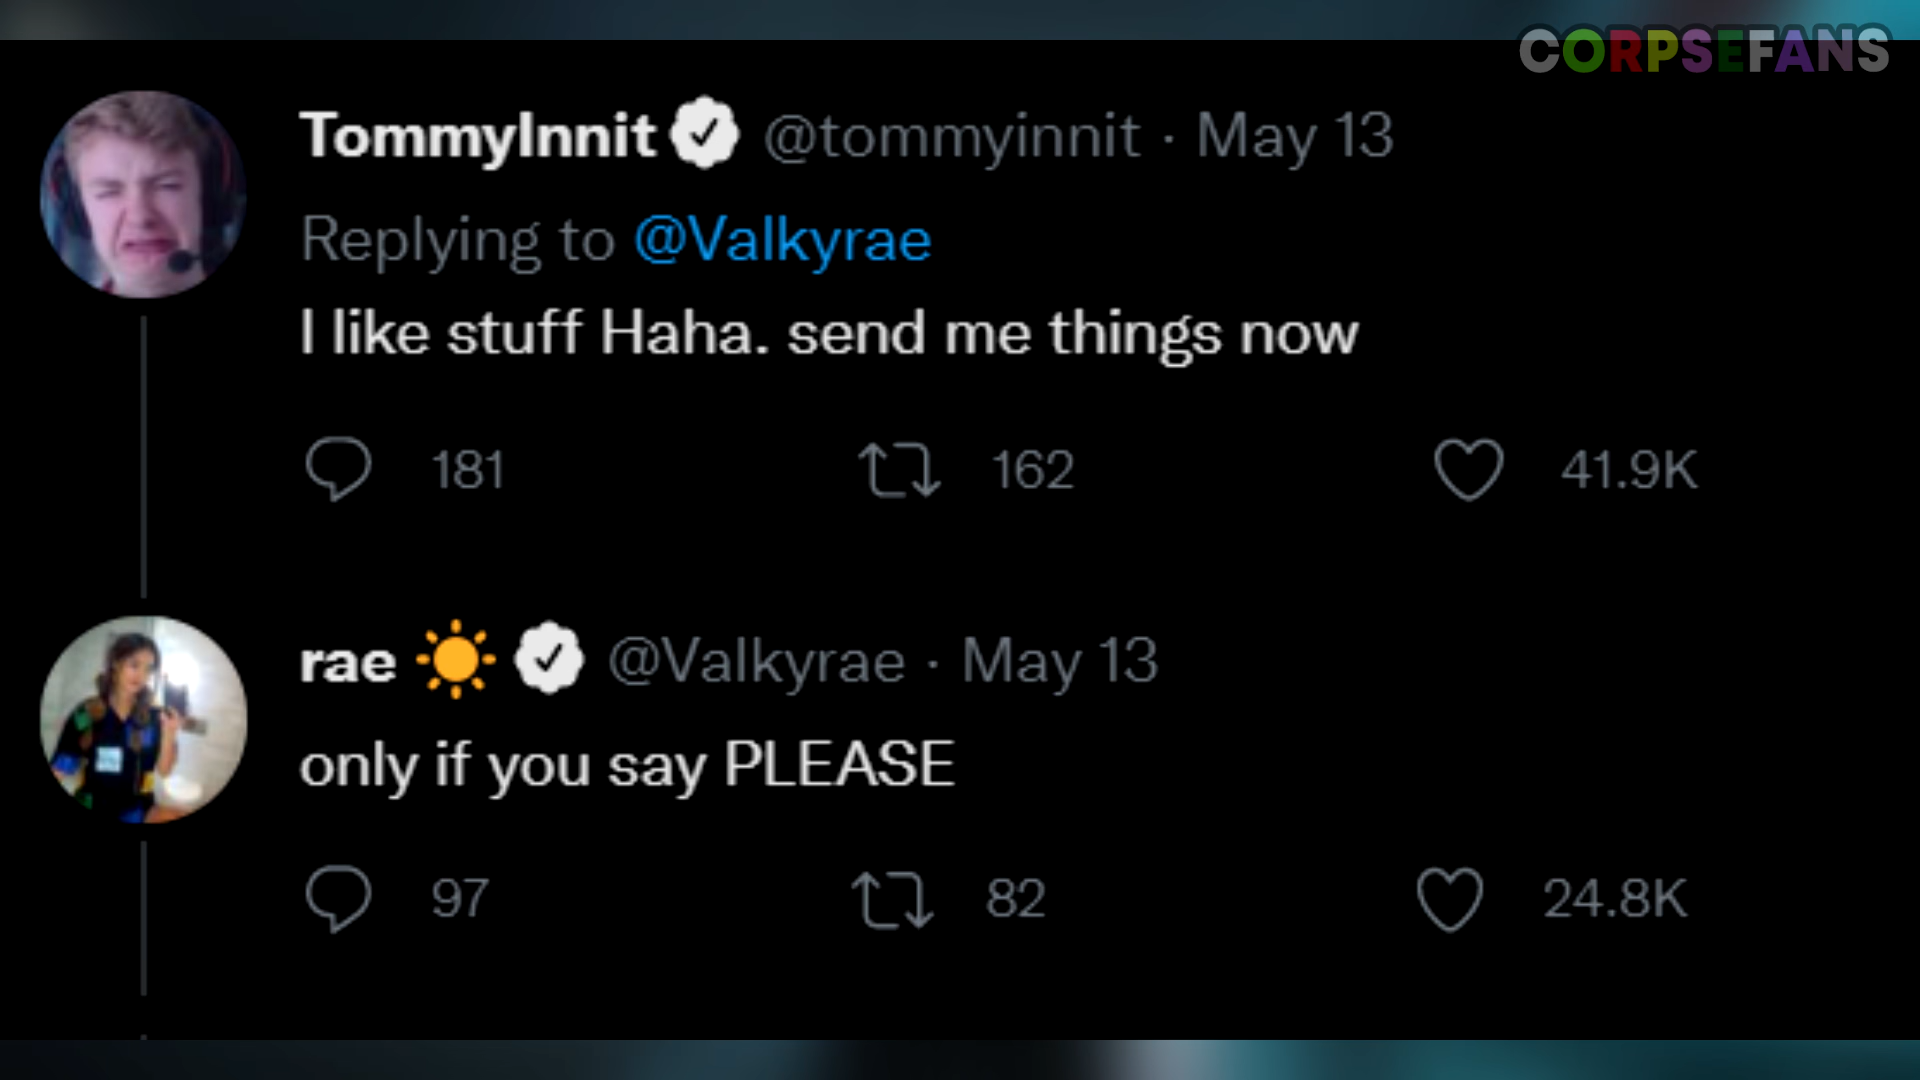 CORPSEFANS
TommyInnit @tommyinnit · May 13
Replying to @Valkyrae
I like stuff Haha. send me things now
181 162 41.9K
rae @Valkyrae · May 13
only if you say PLEASE
97 82 24.8K